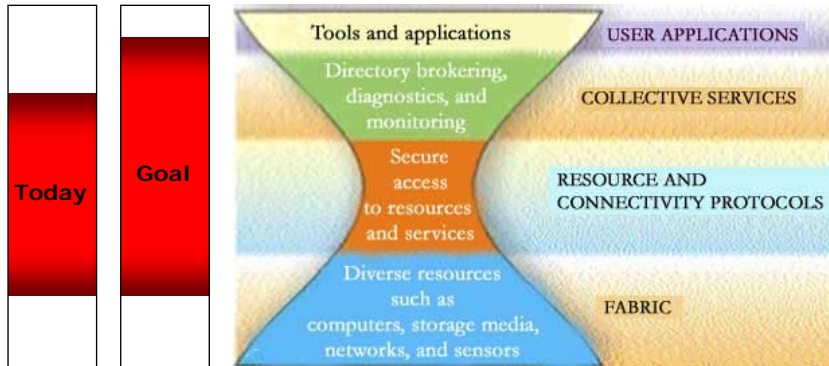 Today
Goal
Tools and applications
USER APPLICATIONS
Directory brokering,
diagnostics, and
monitoring
COLLECTIVE SERVICES
Secure
access
to resources
and services
RESOURCE AND
CONNECTIVITY PROTOCOLS
Diverse resources
such as
computers, storage media,
networks, and sensors
FABRIC